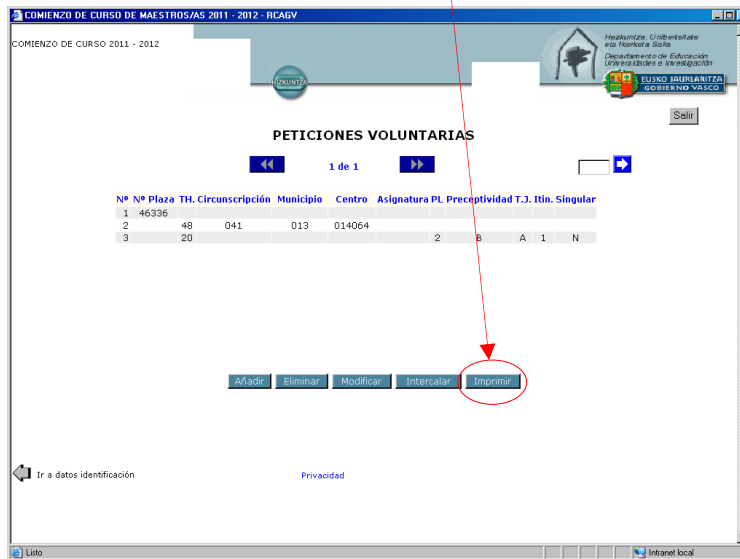 COMIENZO DE CURSO DE MAESTROS/AS 2011 - 2012 - RCAGV
COMIENZO DE CURSO 2011 - 2012
Hezkuntza, Unibertsitate
eta Ikerketa Saila
Departamento de Educación
Universidades e Investigación
HIZKUNTZA
EUSKO JAURLARITZA
GOBIERNO VASCO
Salir
PETICIONES VOLUNTARIAS
1 de 1
Nº Nº Plaza TH. Circunscripción Municipio Centro Asignatura PL Preceptividad T.J. Itin. Singular
1 46336
2 48 041 013 014064
3 20 2 B A 1 N
Añadir Eliminar Modificar Intercalar Imprimir
Ir a datos identificación Privacidad
Listo Intranet local